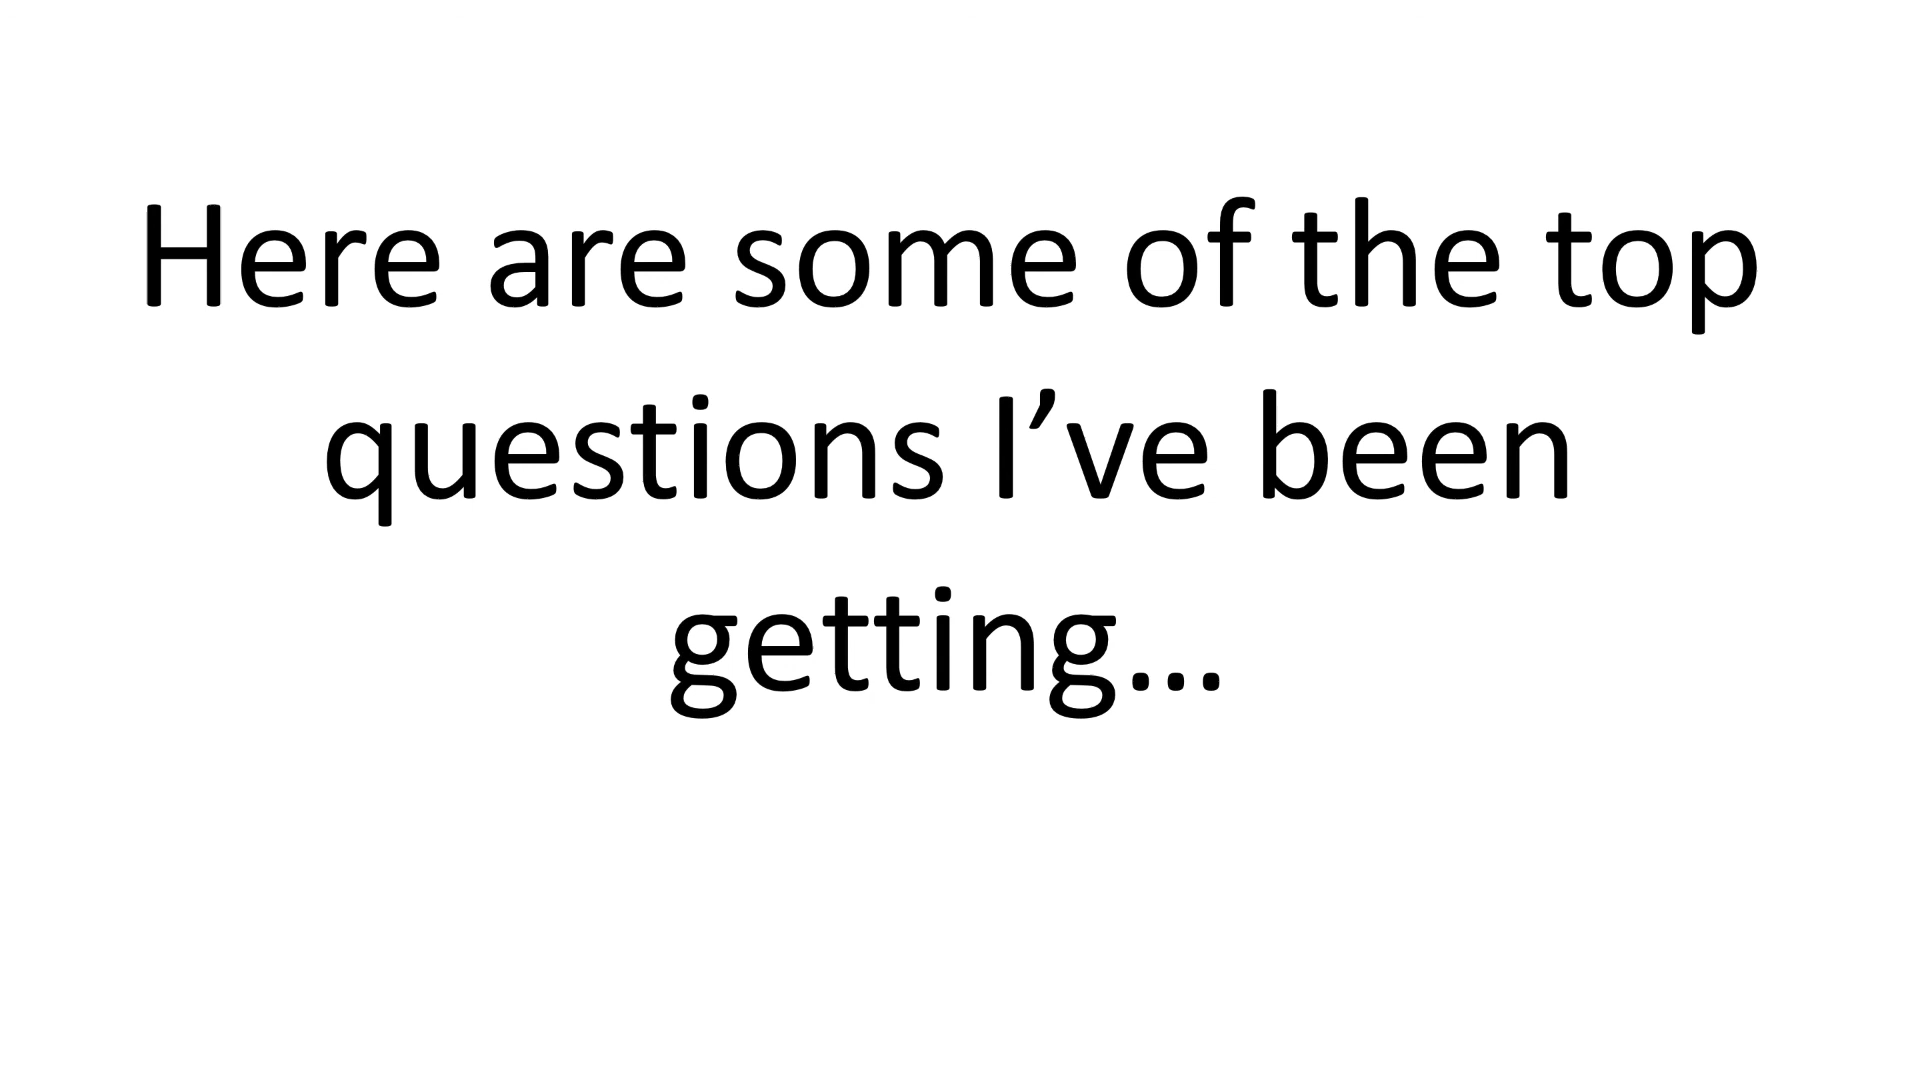 Here are some of the top
questions I’ve been
getting…